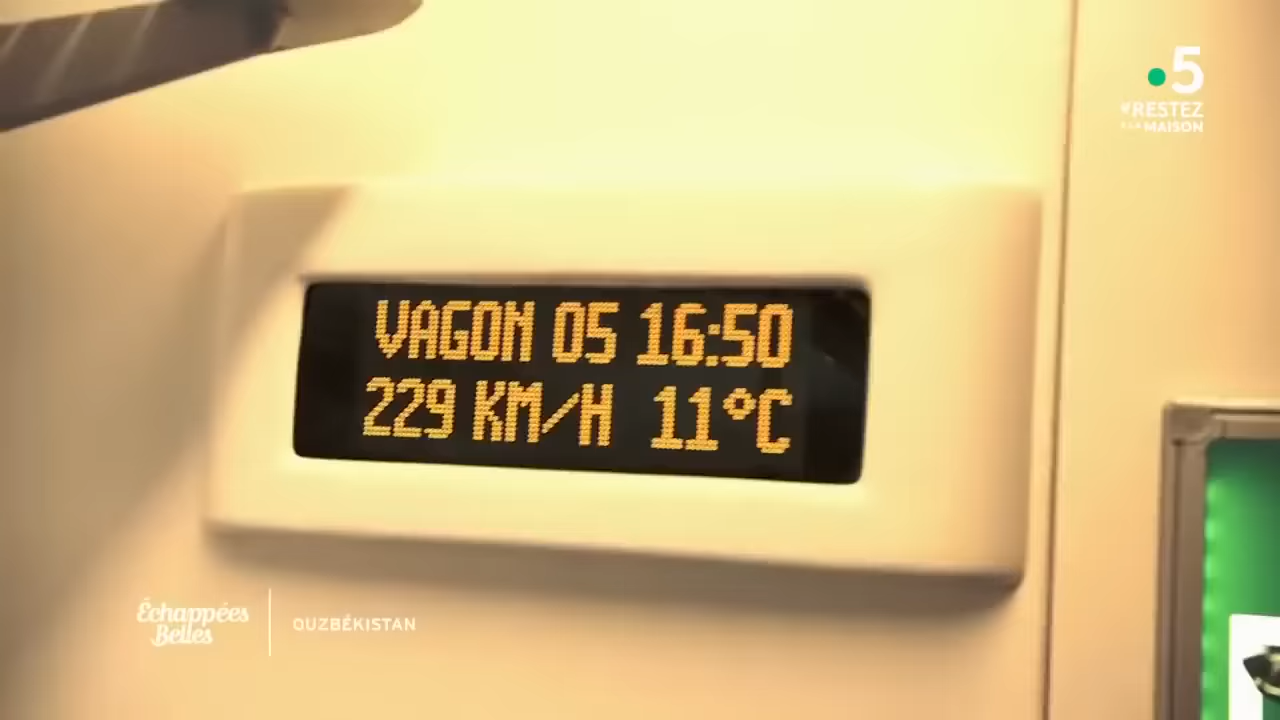 5
#RESTEZ
À LA MAISON
VAGON 05 16:50
229 KM/H 11°C
Échappées
Belles
OUZBÉKISTAN